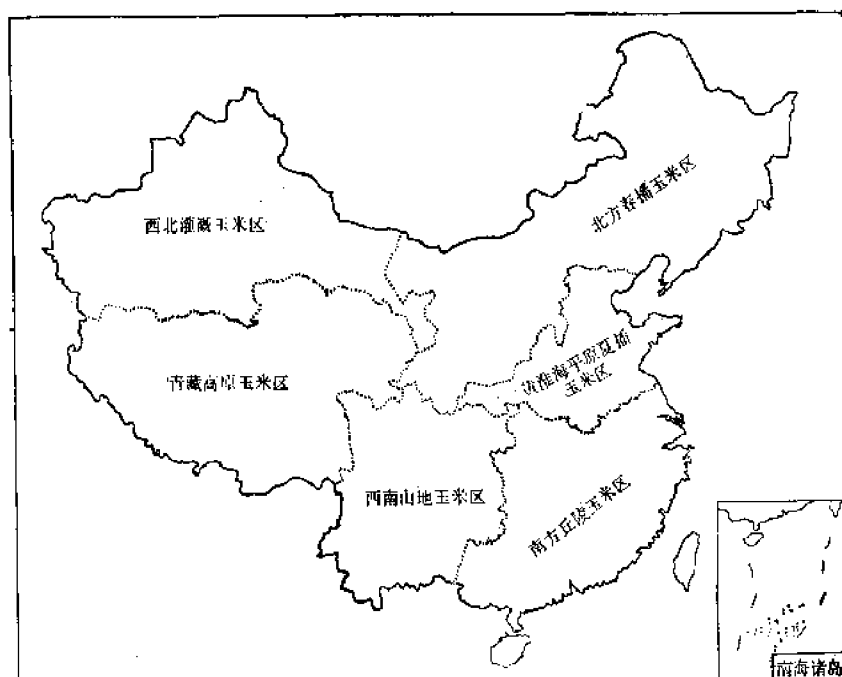 北方春播玉米区
西北灌溉玉米区
黄淮海平原夏播
玉米区
青藏高原玉米区
西南山地玉米区
南方丘陵玉米区
南海诸岛